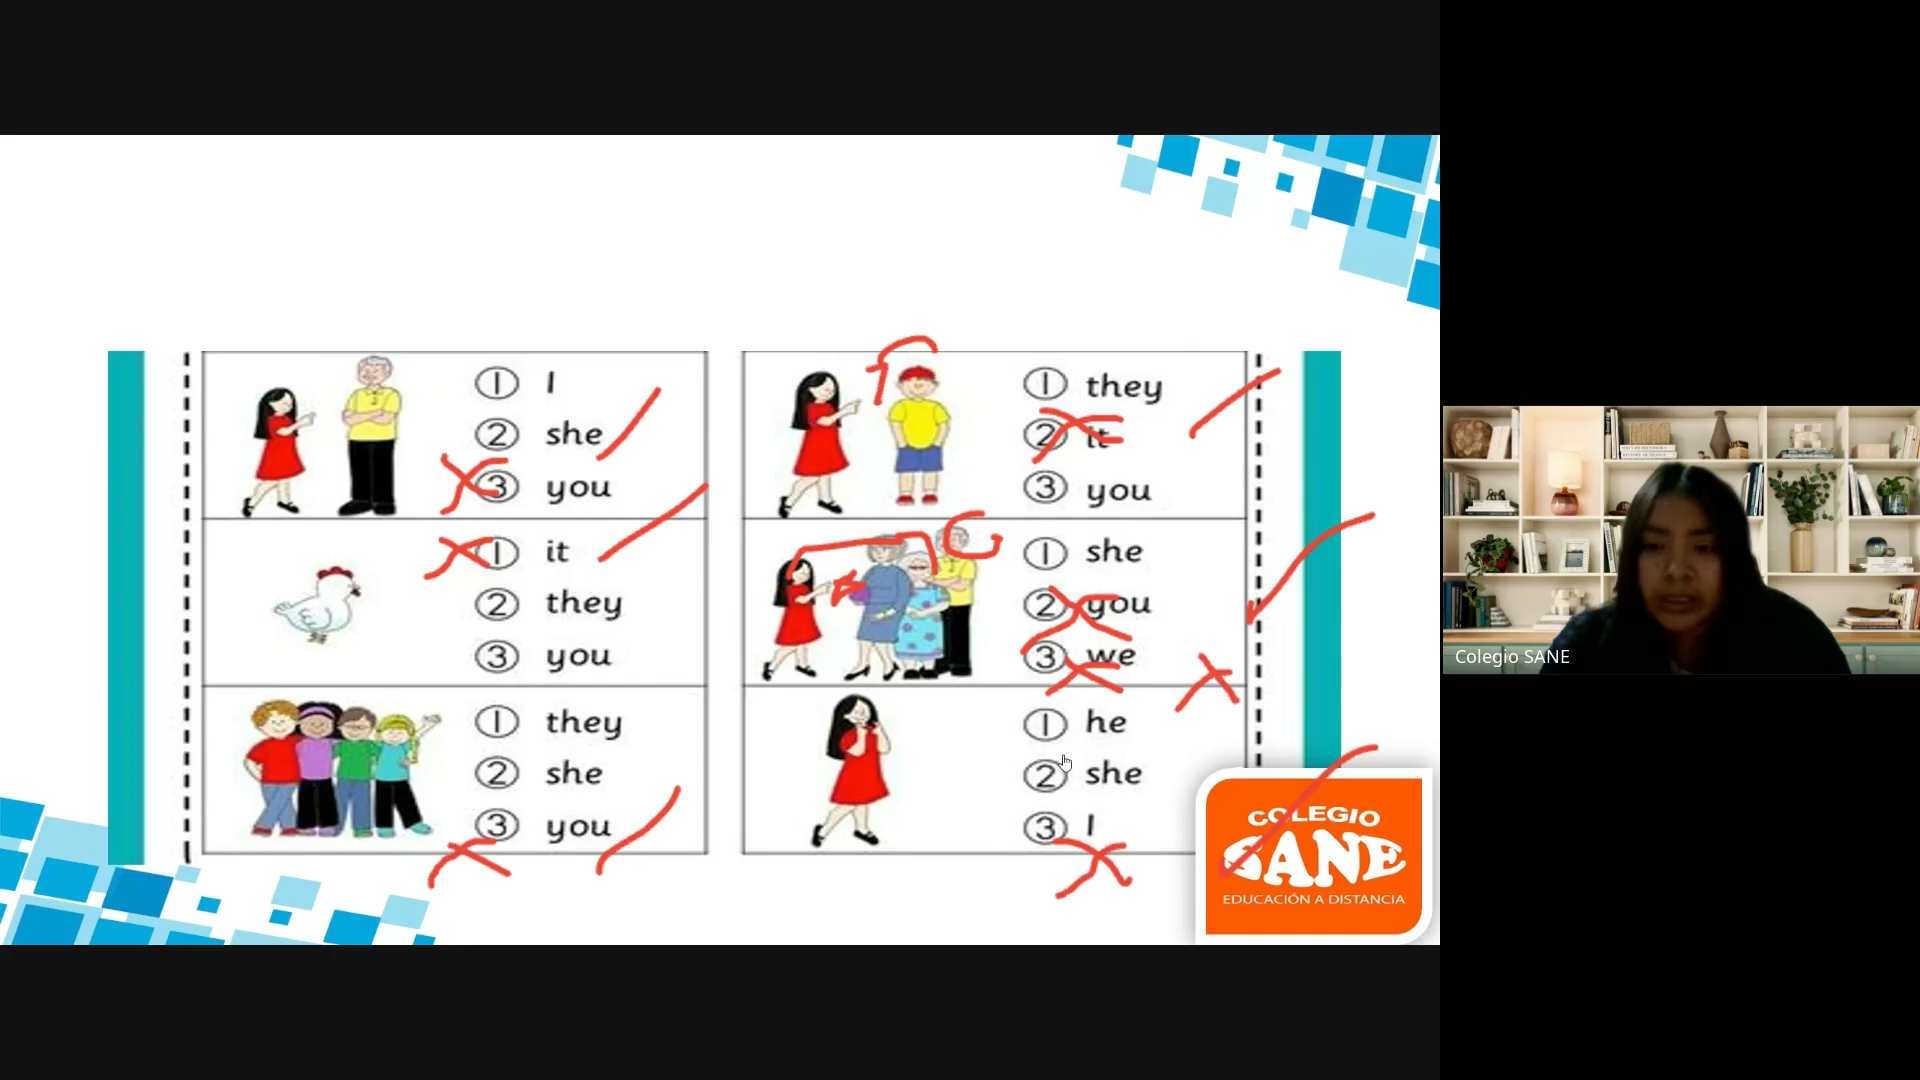 ① I
② she
③ you
① it
② they
③ you
① they
② she
③ you
① they
② it
③ you
① she
② you
③ we
① he
② she
③ I
COLEGIO
SANE
EDUCACIÓN A DISTANCIA
Colegio SANE